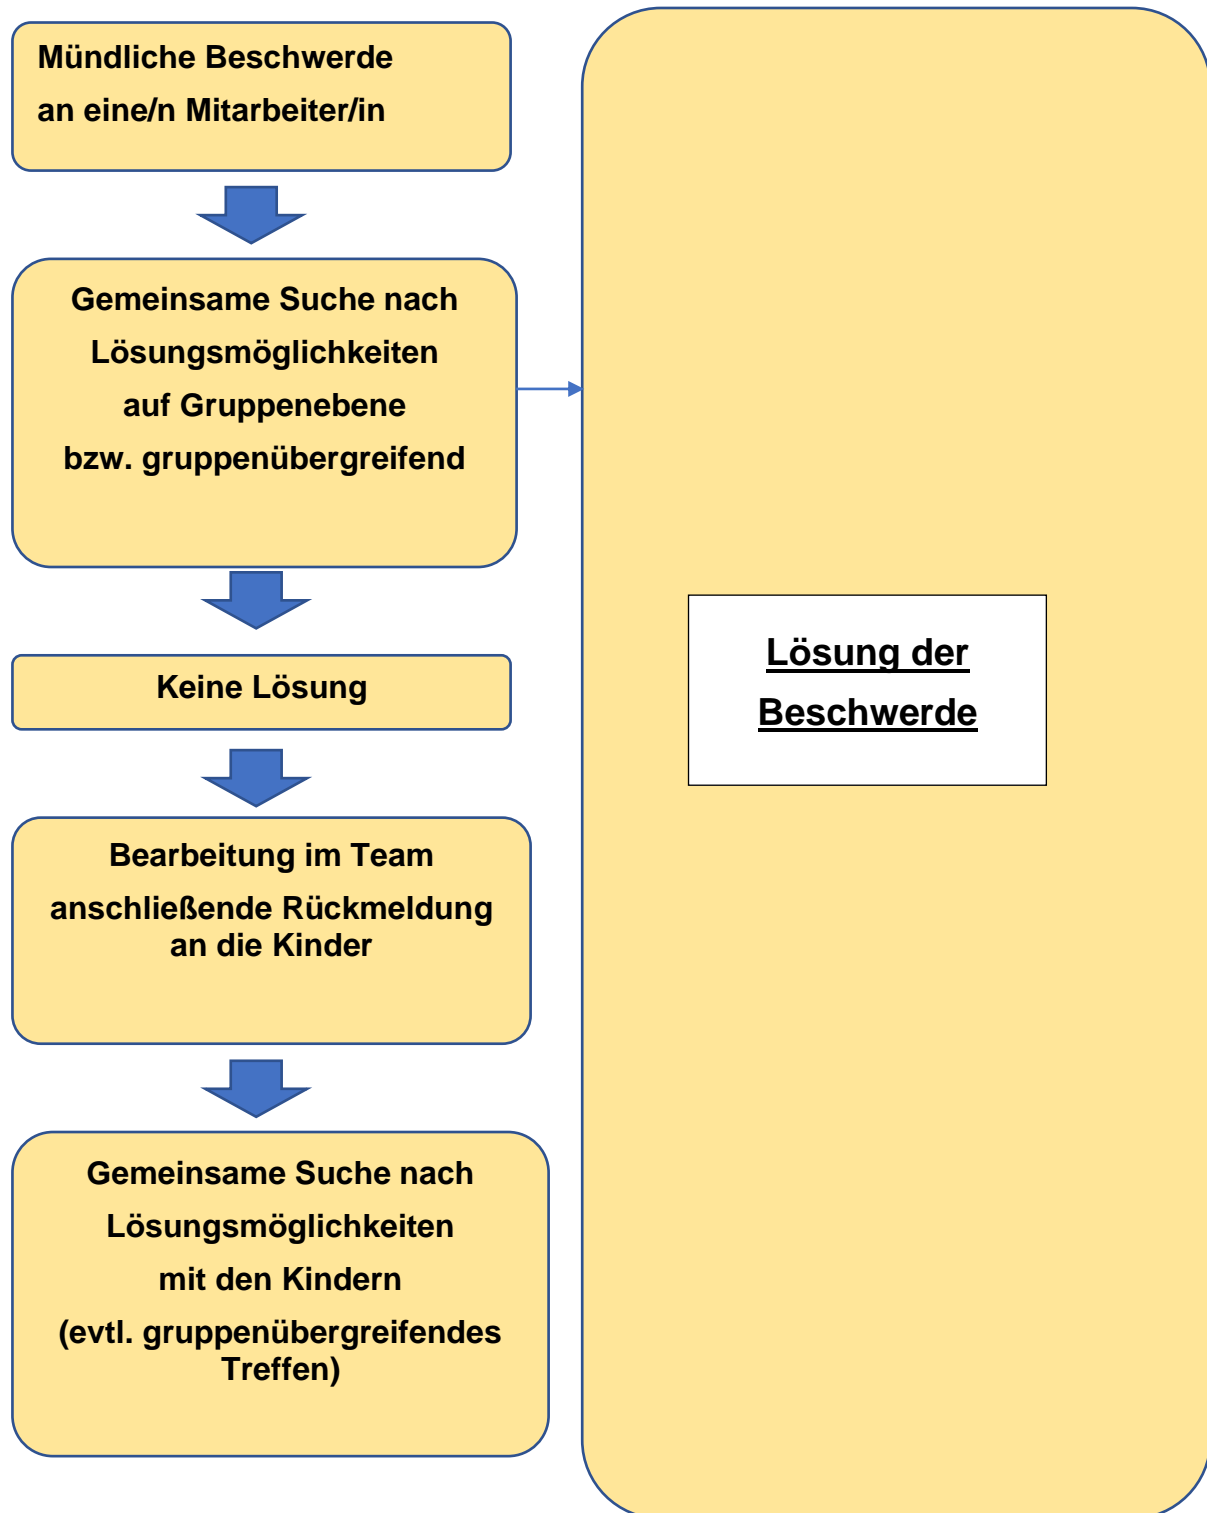 Mündliche Beschwerde
an eine/n Mitarbeiter/in
Gemeinsame Suche nach
Lösungsmöglichkeiten
auf Gruppenebene
bzw. gruppenübergreifend
Keine Lösung
Bearbeitung im Team
anschließende Rückmeldung
an die Kinder
Gemeinsame Suche nach
Lösungsmöglichkeiten
mit den Kindern
(evtl. gruppenübergreifendes
Treffen)
Lösung der
Beschwerde